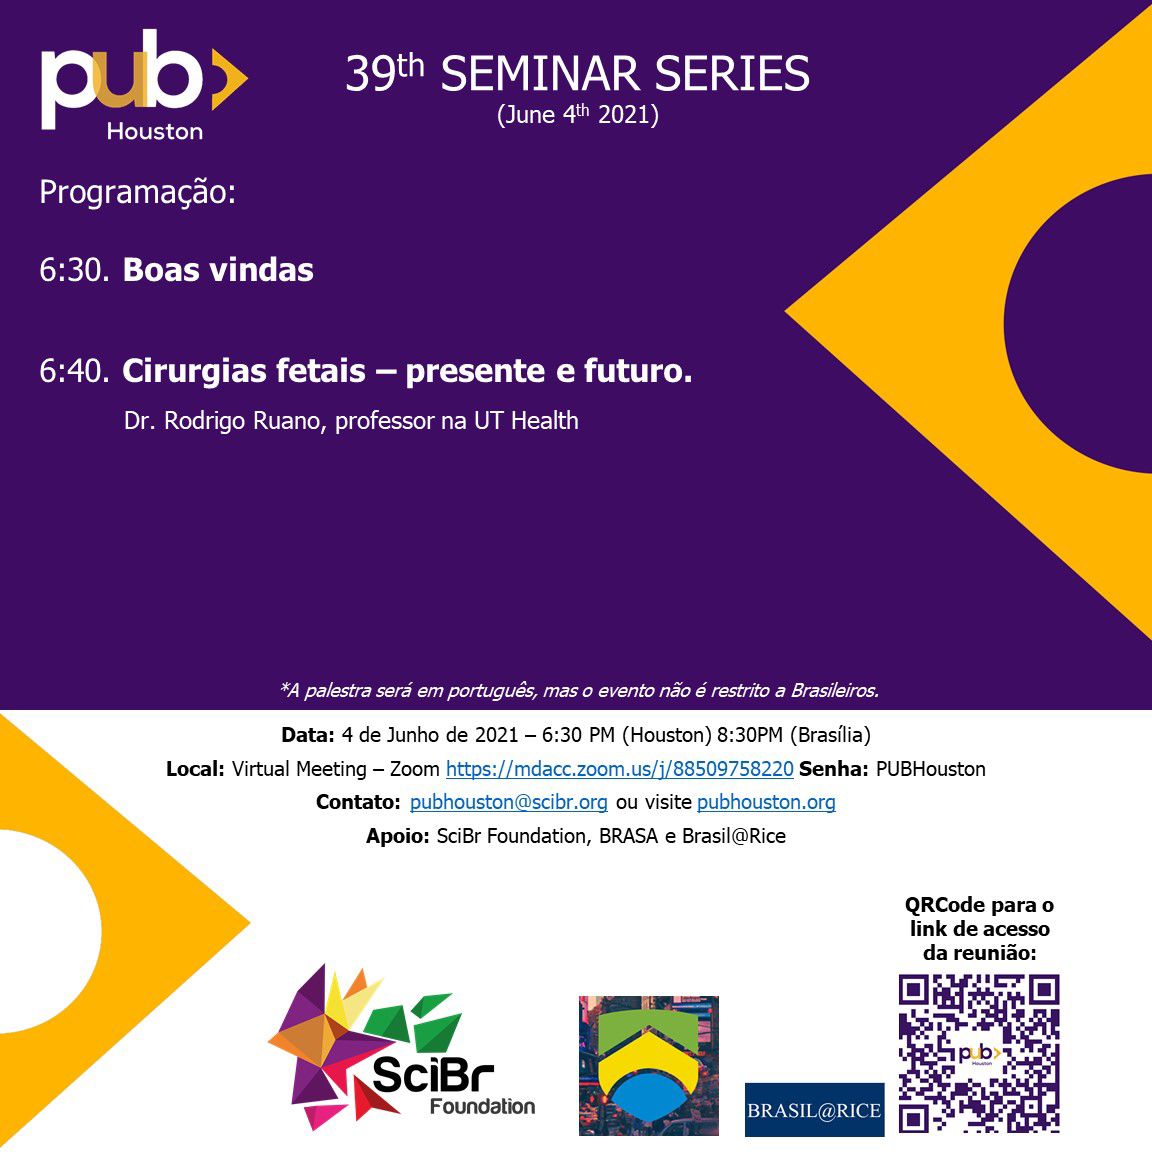 pub
Houston
39th SEMINAR SERIES
(June 4th 2021)
Programação:
6:30. Boas vindas
6:40. Cirurgias fetais – presente e futuro.
Dr. Rodrigo Ruano, professor na UT Health
*A palestra será em português, mas o evento não é restrito a Brasileiros.
Data: 4 de Junho de 2021 – 6:30 PM (Houston) 8:30PM (Brasília)
Local: Virtual Meeting – Zoom https://mdacc.zoom.us/j/88509758220 Senha: PUBHouston
Contato: pubhouston@scibr.org ou visite pubhouston.org
Apoio: SciBr Foundation, BRASA e Brasil@Rice
QRCode para o
link de acesso
da reunião:
SciBr
Foundation
BRASIL@RICE
pub
Houston